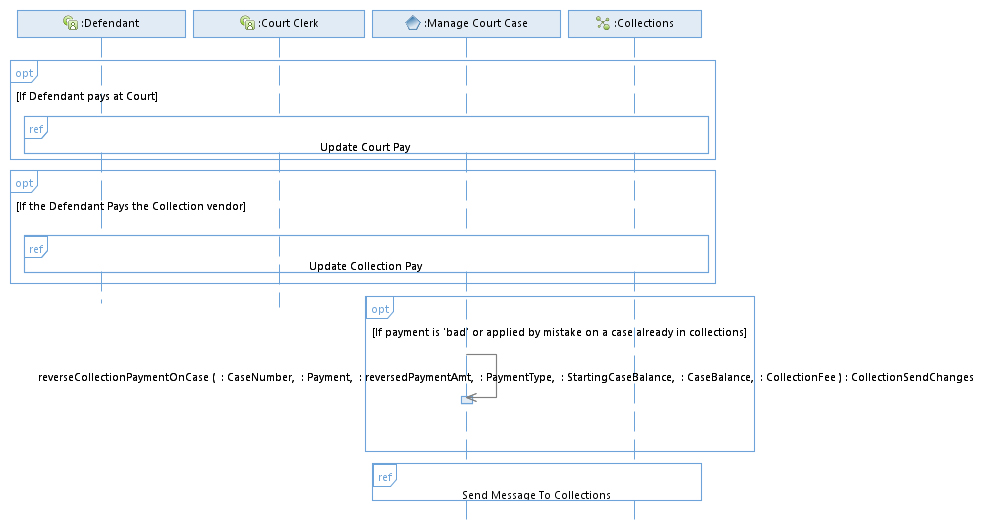 :Defendant
:Court Clerk
:Manage Court Case
:Collections
opt
[If Defendant pays at Court]
ref
Update Court Pay
opt
[If the Defendant Pays the Collection vendor]
ref
Update Collection Pay
opt
[If payment is 'bad' or applied by mistake on a case already in collections]
reverseCollectionPaymentOnCase ( : CaseNumber, : Payment, : reversedPaymentAmt, : PaymentType, : StartingCaseBalance, : CaseBalance, : CollectionFee ) : CollectionSendChanges
ref
Send Message To Collections